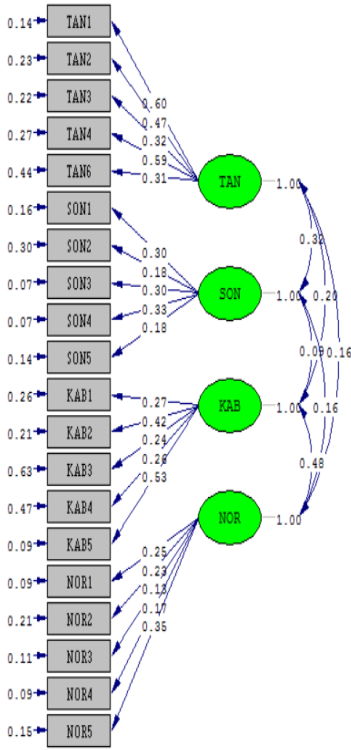 0.14 TAN1
0.23 TAN2
0.22 TAN3
0.27 TAN4
0.44 TAN6
0.16 SON1
0.30 SON2
0.07 SON3
0.07 SON4
0.14 SON5
0.26 KAB1
0.21 KAB2
0.63 KAB3
0.47 KAB4
0.09 KAB5
0.09 NOR1
0.21 NOR2
0.11 NOR3
0.09 NOR4
0.15 NOR5
0.60
0.47
0.32
0.59
0.31
0.30
0.18
0.30
0.33
0.18
0.27
0.42
0.24
0.26
0.53
0.25
0.23
0.13
0.17
0.35
TAN 1.00
SON 1.00
KAB 1.00
NOR 1.00
0.32
0.20
0.09 0.16
0.16
0.48